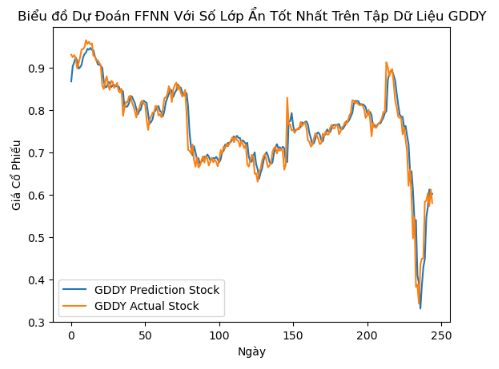 Biểu đồ Dự Đoán FFNN Với Số Lớp Ẩn Tốt Nhất Trên Tập Dữ Liệu GDDY
0.9
0.8
0.7
0.6
0.5
0.4
0.3
Giá Cổ Phiếu
GDDY Prediction Stock
GDDY Actual Stock
0 50 100 150 200 250
Ngày